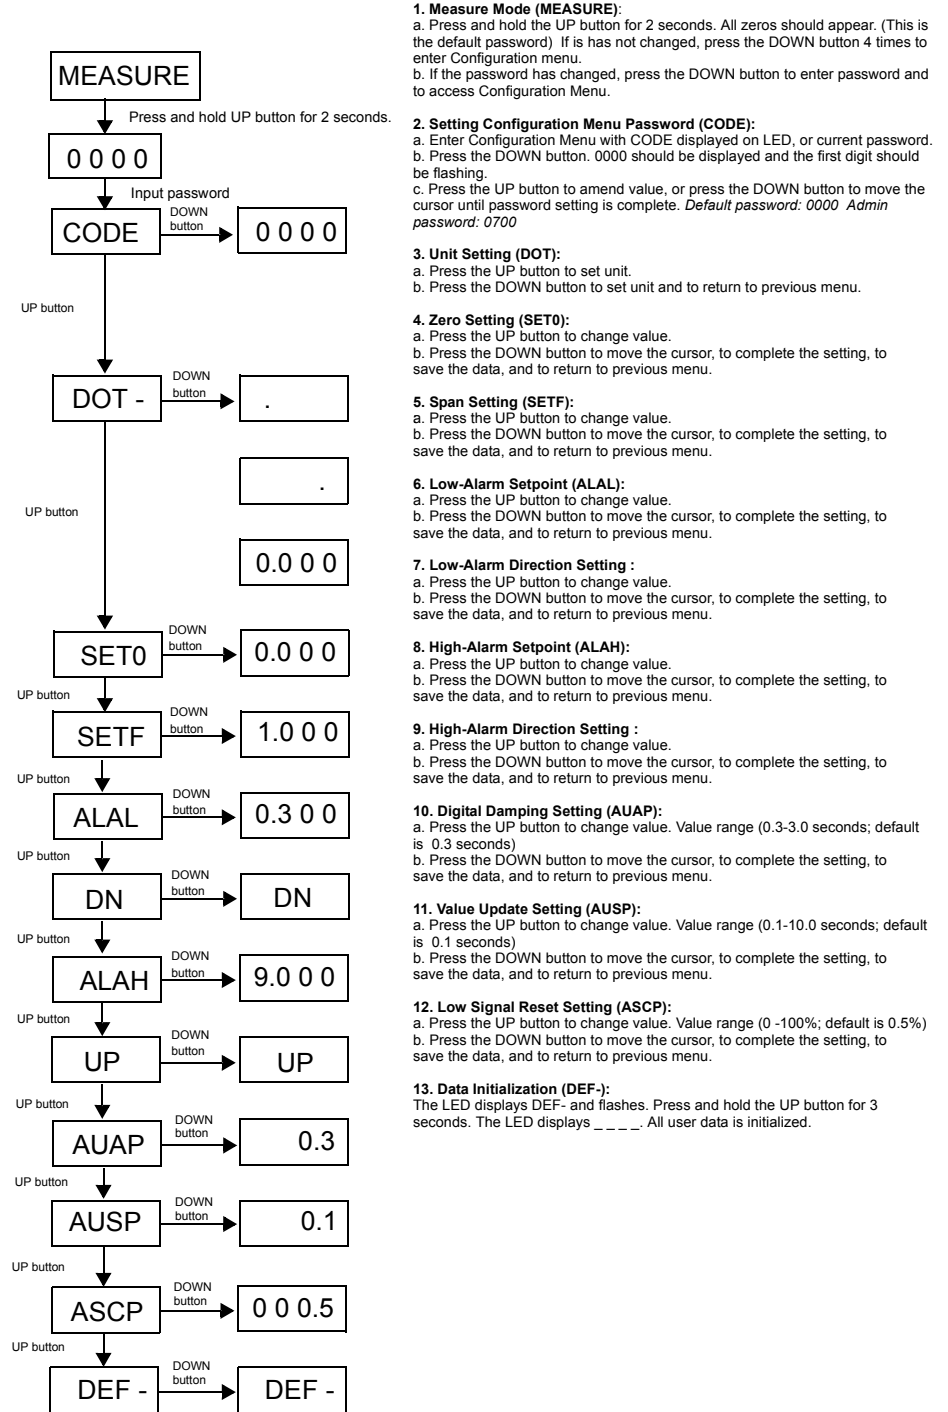 MEASURE
Press and hold UP button for 2 seconds.
0 0 0 0
Input password
CODE
DOWN
button
0 0 0 0
UP button
DOT -
DOWN
button
.
.
0.0 0 0
UP button
SET0
DOWN
button
0.0 0 0
UP button
SETF
DOWN
button
1.0 0 0
UP button
ALAL
DOWN
button
0.3 0 0
UP button
DN
DOWN
button
DN
UP button
ALAH
DOWN
button
9.0 0 0
UP button
UP
DOWN
button
UP
UP button
AUAP
DOWN
button
0.3
UP button
AUSP
DOWN
button
0.1
UP button
ASCP
DOWN
button
0 0 0.5
UP button
DEF -
DOWN
button
DEF -
1. Measure Mode (MEASURE):
a. Press and hold the UP button for 2 seconds. All zeros should appear. (This is
the default password)  If is has not changed, press the DOWN button 4 times to
enter Configuration menu.
b. If the password has changed, press the DOWN button to enter password and
to access Configuration Menu.
2. Setting Configuration Menu Password (CODE):
a. Enter Configuration Menu with CODE displayed on LED, or current password.
b. Press the DOWN button. 0000 should be displayed and the first digit should
be flashing.
c. Press the UP button to amend value, or press the DOWN button to move the
cursor until password setting is complete. Default password: 0000  Admin
password: 0700
3. Unit Setting (DOT):
a. Press the UP button to set unit.
b. Press the DOWN button to set unit and to return to previous menu.
4. Zero Setting (SET0):
a. Press the UP button to change value.
b. Press the DOWN button to move the cursor, to complete the setting, to
save the data, and to return to previous menu.
5. Span Setting (SETF):
a. Press the UP button to change value.
b. Press the DOWN button to move the cursor, to complete the setting, to
save the data, and to return to previous menu.
6. Low-Alarm Setpoint (ALAL):
a. Press the UP button to change value.
b. Press the DOWN button to move the cursor, to complete the setting, to
save the data, and to return to previous menu.
7. Low-Alarm Direction Setting :
a. Press the UP button to change value.
b. Press the DOWN button to move the cursor, to complete the setting, to
save the data, and to return to previous menu.
8. High-Alarm Setpoint (ALAH):
a. Press the UP button to change value.
b. Press the DOWN button to move the cursor, to complete the setting, to
save the data, and to return to previous menu.
9. High-Alarm Direction Setting :
a. Press the UP button to change value.
b. Press the DOWN button to move the cursor, to complete the setting, to
save the data, and to return to previous menu.
10. Digital Damping Setting (AUAP):
a. Press the UP button to change value. Value range (0.3-3.0 seconds; default
is  0.3 seconds)
b. Press the DOWN button to move the cursor, to complete the setting, to
save the data, and to return to previous menu.
11. Value Update Setting (AUSP):
a. Press the UP button to change value. Value range (0.1-10.0 seconds; default
is  0.1 seconds)
b. Press the DOWN button to move the cursor, to complete the setting, to
save the data, and to return to previous menu.
12. Low Signal Reset Setting (ASCP):
a. Press the UP button to change value. Value range (0 -100%; default is 0.5%)
b. Press the DOWN button to move the cursor, to complete the setting, to
save the data, and to return to previous menu.
13. Data Initialization (DEF-):
The LED displays DEF- and flashes. Press and hold the UP button for 3
seconds. The LED displays _ _ _ _. All user data is initialized.